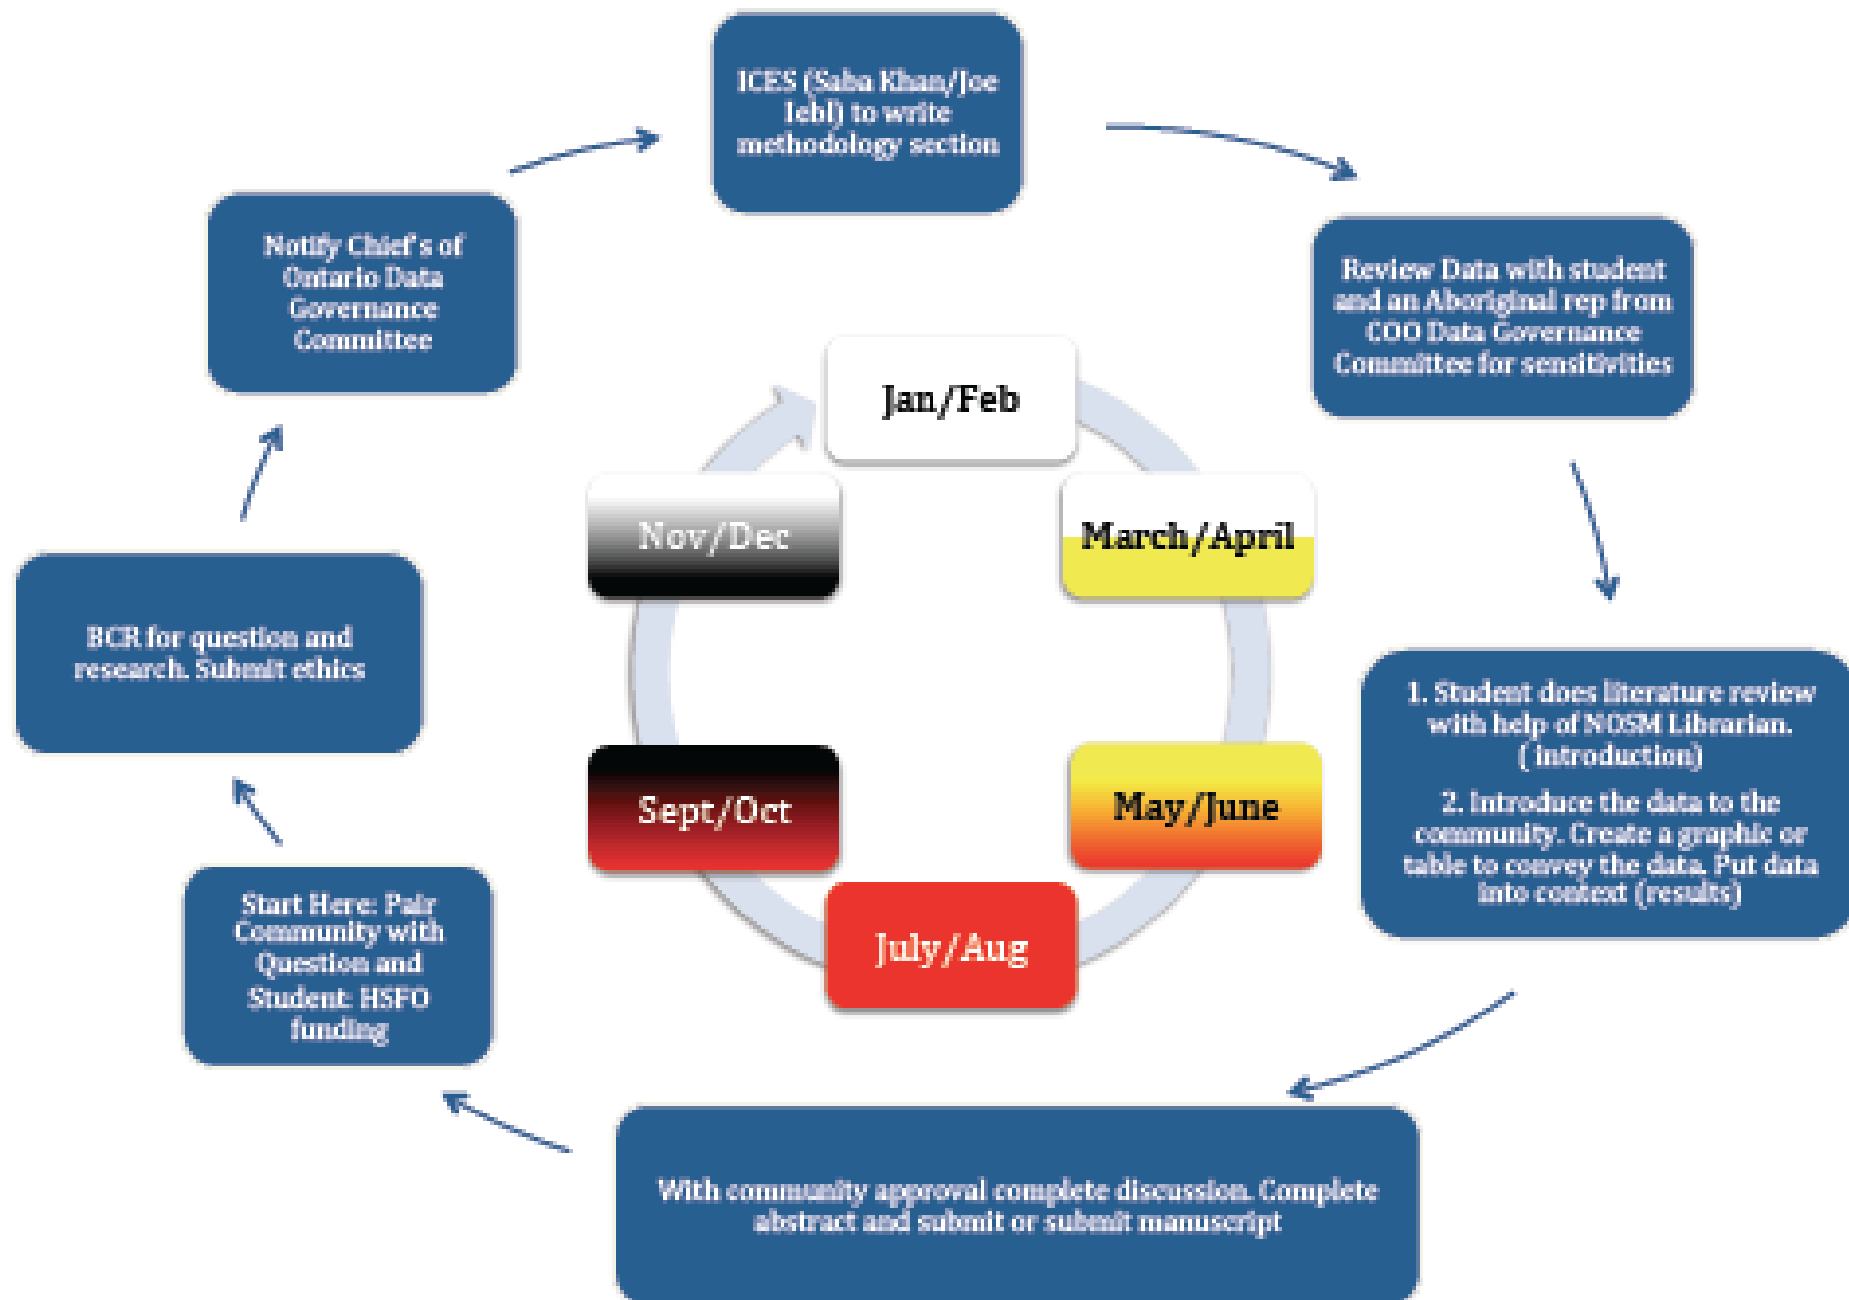 ICES (Saba Khan/Joe
to write
methodology section
Notify Chief's of
Ontario Data
Governance
Committee
Review Data with student
and an Aboriginal rep from
COO Data Governance
Committee for sensitivities
Jan/Feb
Nov/Dec
March/April
BCR for question and
research. Submit ethics
1. Student does literature review
with help of NOSM Librarian.
( introduction)
2. Introduce the data to the
community. Create a graphic or
table to convey the data. Put data
into context (results)
Sept/Oct
May/June
Start Here: Pair
Community with
Question and
Student: HSFO
funding
July/Aug
With community approval complete discussion. Complete
abstract and submit or submit manuscript